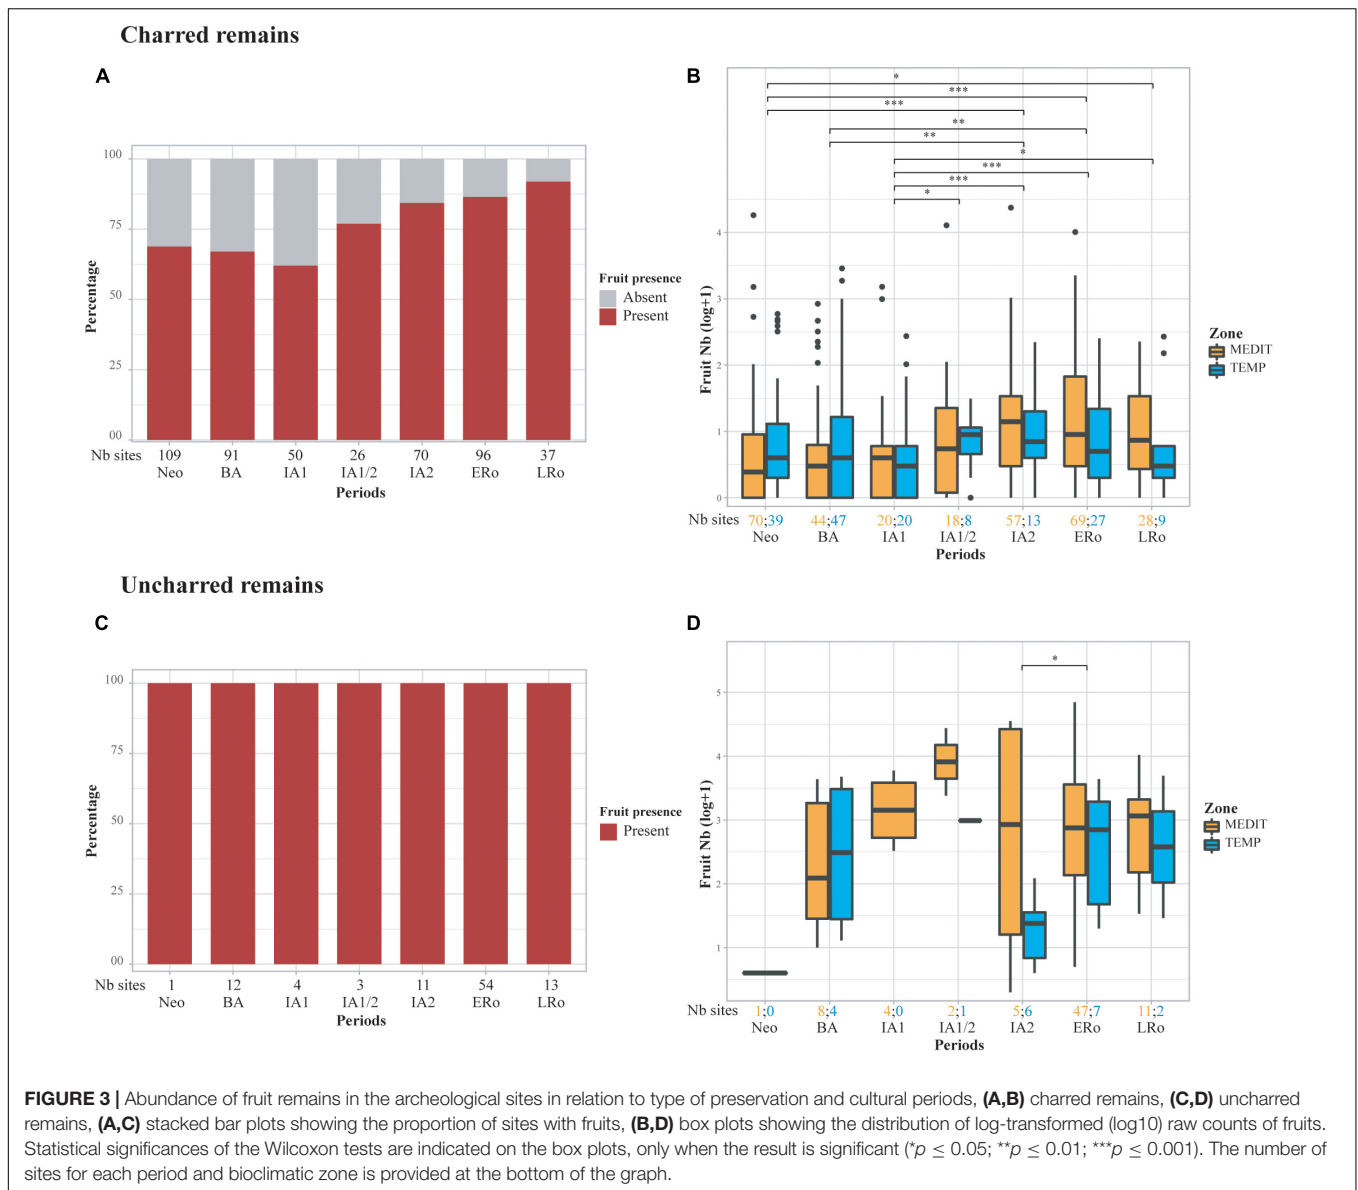 Charred remains
A
100
75
50
25
00
Percentage
Nb sites 109 91 50 26 70 96 37
Neo BA IA1 IA1/2 IA2 ERo LRo
Periods
Fruit presence
Absent
Present
B
*
***
***
**
**
*
***
***
*
4
3
2
1
0
Fruit Nb (log+1)
Nb sites 70;39 44;47 20;20 18;8 57;13 69;27 28;9
Neo BA IA1 IA1/2 IA2 ERo LRo
Periods
Zone
MEDIT
TEMP
Uncharred remains
C
100
75
50
25
00
Percentage
Nb sites 1 12 4 3 11 54 13
Neo BA IA1 IA1/2 IA2 ERo LRo
Periods
Fruit presence
Present
D
*
5
4
3
2
1
Fruit Nb (log+1)
Nb sites 1;0 8;4 4;0 2;1 5;6 47;7 11;2
Neo BA IA1 IA1/2 IA2 ERo LRo
Periods
Zone
MEDIT
TEMP
FIGURE 3 | Abundance of fruit remains in the archeological sites in relation to type of preservation and cultural periods, (A,B) charred remains, (C,D) uncharred
remains, (A,C) stacked bar plots showing the proportion of sites with fruits, (B,D) box plots showing the distribution of log-transformed (log10) raw counts of fruits.
Statistical significances of the Wilcoxon tests are indicated on the box plots, only when the result is significant (*p ≤ 0.05; **p ≤ 0.01; ***p ≤ 0.001). The number of
sites for each period and bioclimatic zone is provided at the bottom of the graph.